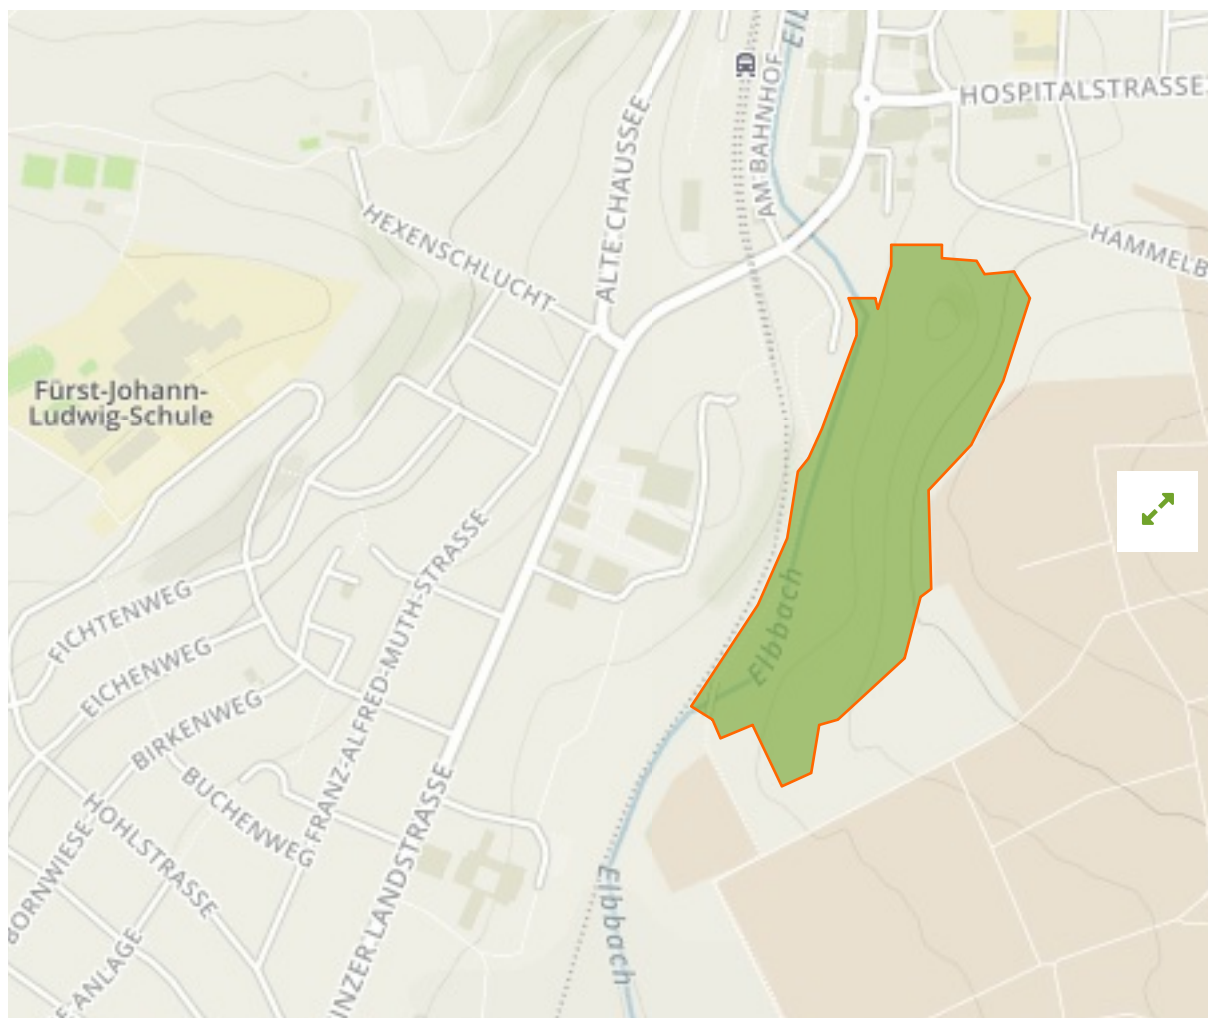 Elb
HOSPITALSTRASSE
AM BAHNHOF
ALTE CHAUSSEE
HEXENSCHLUCHT
HAMMELB
Fürst-Johann-
Ludwig-Schule
FICHTENWEG
EICHENWEG
BIRKENWEG
BUCHENWEG
FRANZ-ALFRED-MUTH-STRASSE
Elbbach
HOHLSTRASSE
BORNWIESE
INZER LANDSTRASSE
Elbbach
E ANLAGE